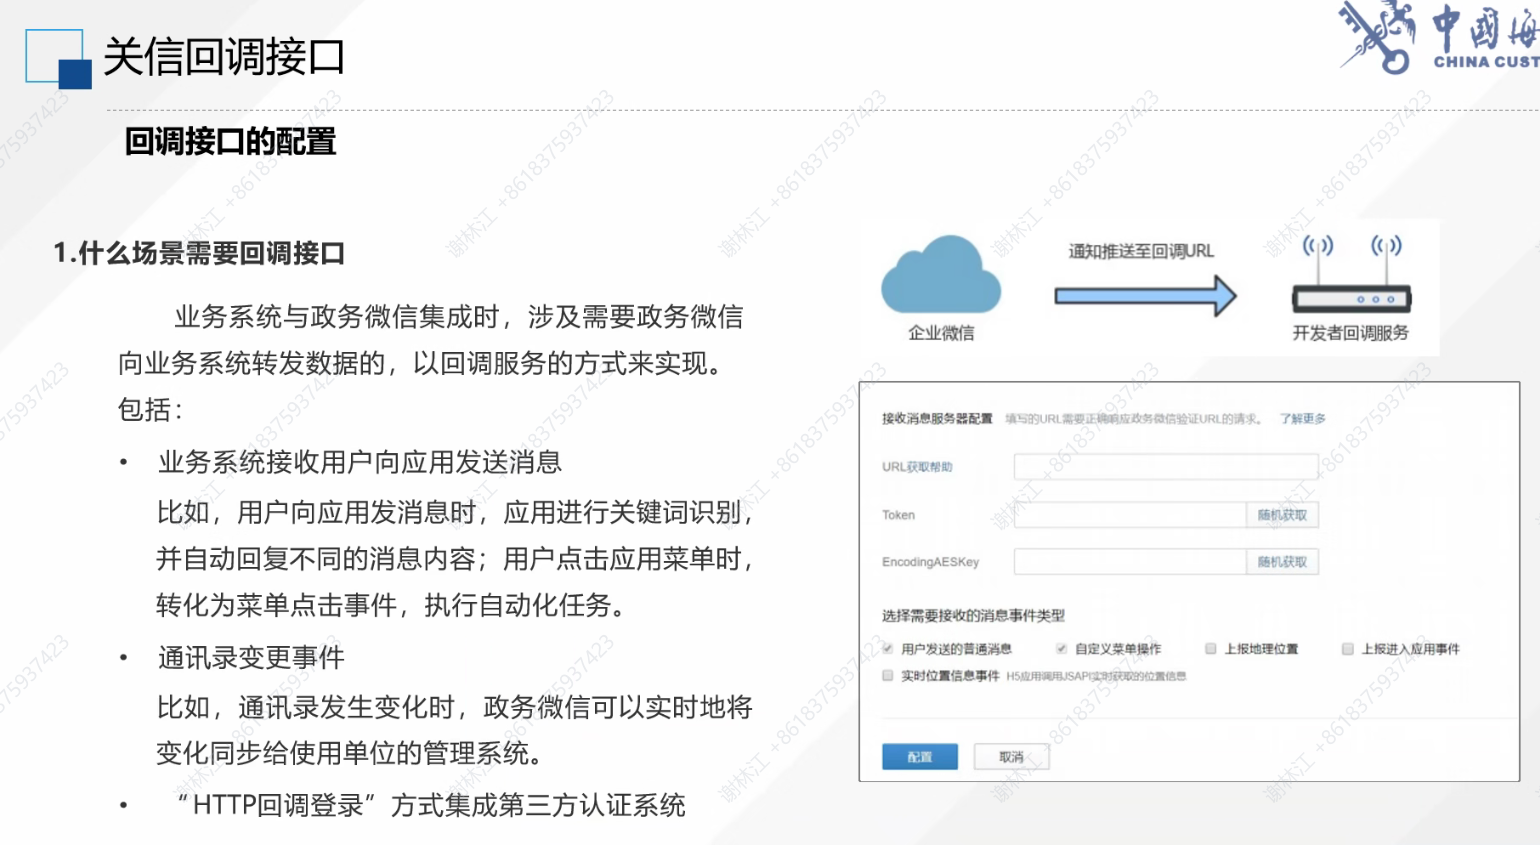 关信回调接口
中國海
CHINA CUST
回调接口的配置
1.什么场景需要回调接口
业务系统与政务微信集成时，涉及需要政务微信
向业务系统转发数据的，以回调服务的方式来实现。
包括：
• 业务系统接收用户向应用发送消息
比如，用户向应用发消息时，应用进行关键词识别，
并自动回复不同的消息内容；用户点击应用菜单时，
转化为菜单点击事件，执行自动化任务。
• 通讯录变更事件
比如，通讯录发生变化时，政务微信可以实时地将
变化同步给使用单位的管理系统。
• “HTTP回调登录”方式集成第三方认证系统
通知推送至回调URL
企业微信
开发者回调服务
接收消息服务器配置 填写的URL需要正确响应政务微信验证URL的请求。 了解更多
URL获取帮助
Token 随机获取
EncodingAESKey 随机获取
选择需要接收的消息事件类型
用户发送的普通消息 自定义菜单操作 上报地理位置 上报进入应用事件
实时位置信息事件 H5应用调用JSAPI实时获取的位置信息
配置 取消
谢林江 +8618375937423